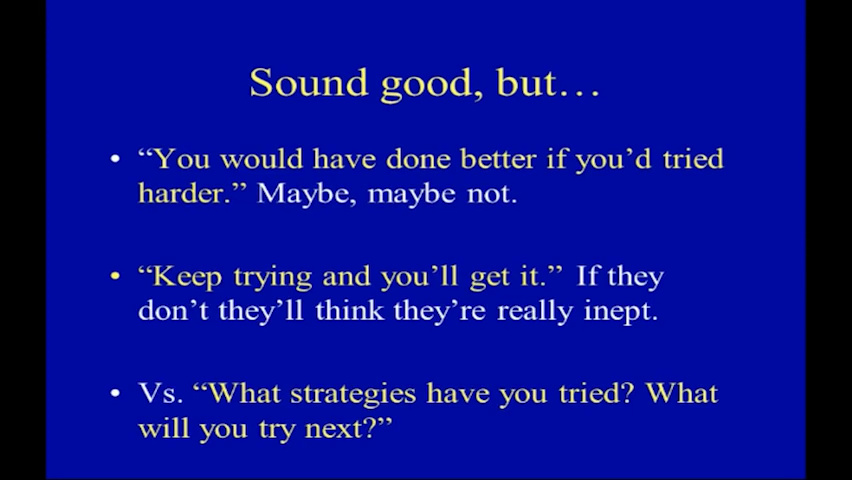 Sound good, but…
• “You would have done better if you’d tried
harder.” Maybe, maybe not.
• “Keep trying and you’ll get it.” If they
don’t they’ll think they’re really inept.
• Vs. “What strategies have you tried? What
will you try next?”